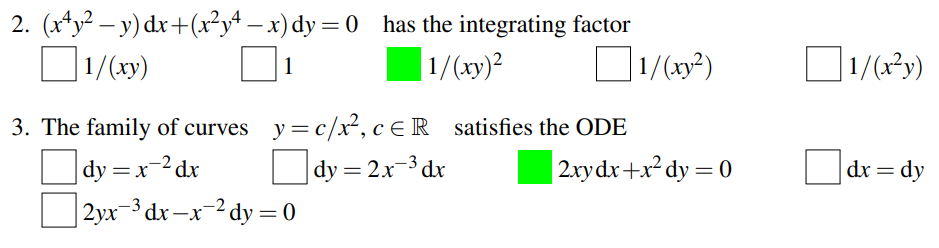 2. (x⁴y² – y) dx + (x²y⁴ – x) dy = 0 has the integrating factor
1/(xy) 1 1/(xy)² 1/(xy²) 1/(x²y)
3. The family of curves y = c/x², c ∈ ℝ satisfies the ODE
dy = x⁻² dx dy = 2x⁻³ dx 2xy dx + x² dy = 0 dx = dy
2yx⁻³ dx – x⁻² dy = 0